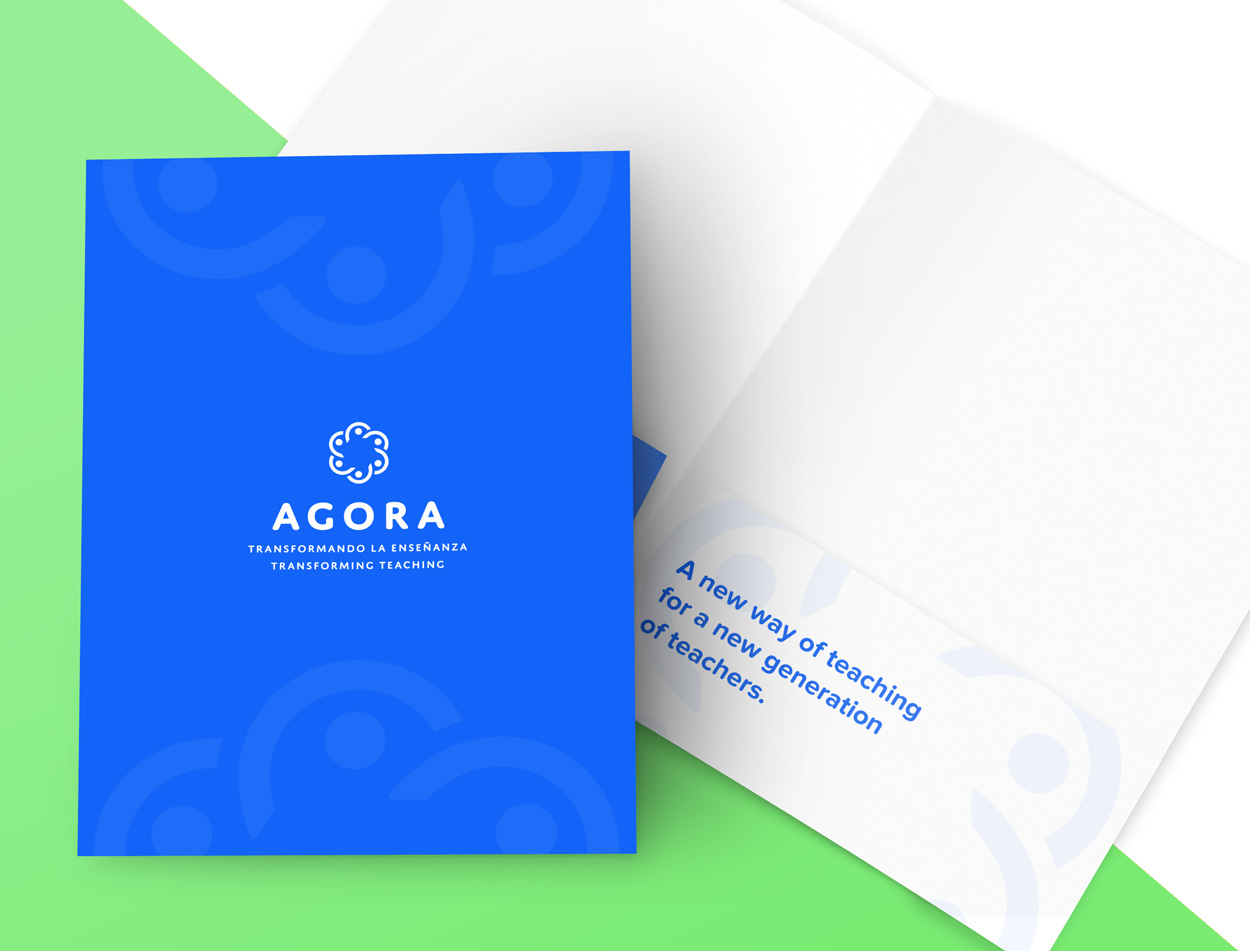 AGORA
TRANSFORMANDO LA ENSEÑANZA
TRANSFORMING TEACHING
A new way of teaching
for a new generation
of teachers.